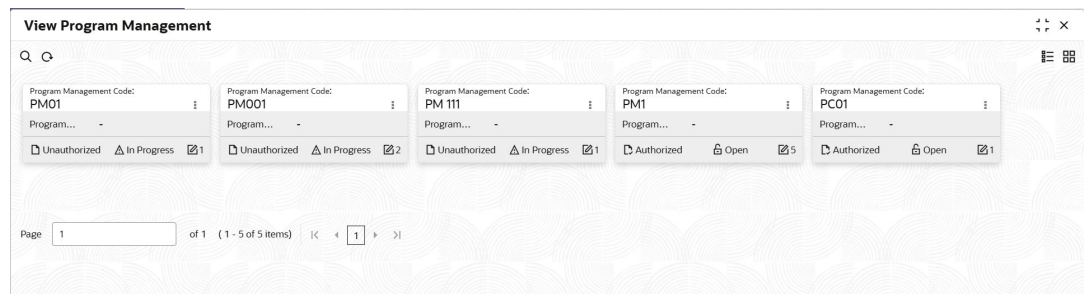 View Program Management
Program Management Code: Program Management Code: Program Management Code: Program Management Code: Program Management Code:
PM01 PM001 PM 111 PM1 PC01
Program... - Program... - Program... - Program... - Program... -
Unauthorized In Progress 1 Unauthorized In Progress 2 Unauthorized In Progress 1 Authorized Open 5 Authorized Open 1
Page 1 of 1 (1 - 5 of 5 items) 1